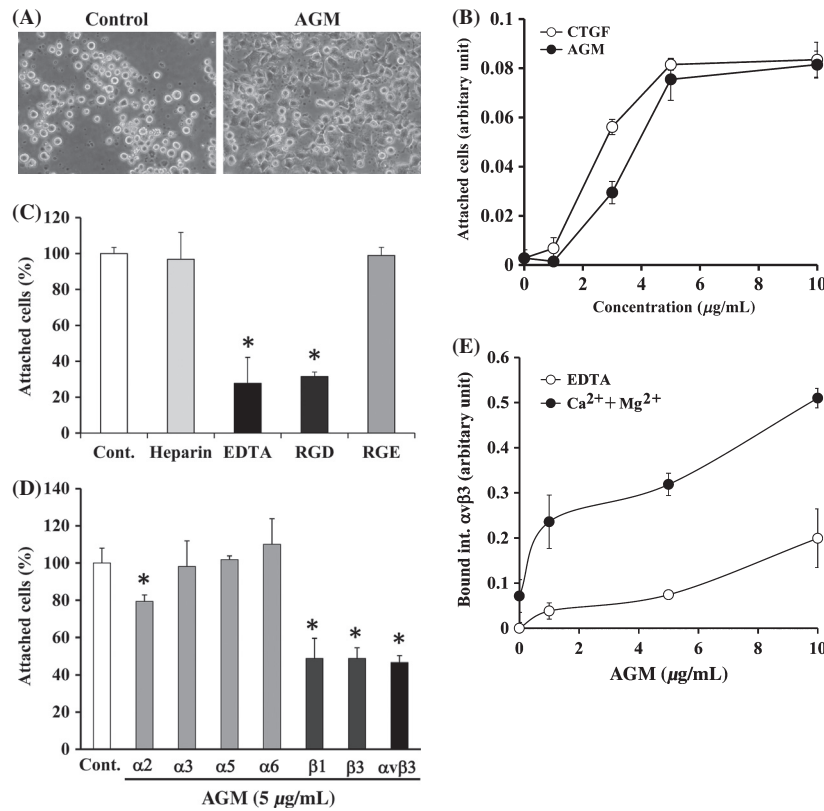 (A)
Control
AGM
(B)
CTGF
AGM
Attached cells (arbitary unit)
0.1
0.08
0.06
0.04
0.02
0
0
2
4
6
8
10
Concentration (μg/mL)
(C)
Attached cells (%)
120
100
80
60
40
20
0
*
*
Cont.
Heparin
EDTA
RGD
RGE
(D)
Attached cells (%)
140
120
100
80
60
40
20
0
*
*
*
*
Cont.
α2
α3
α5
α6
β1
β3
αvβ3
AGM (5 μg/mL)
(E)
EDTA
Ca2++Mg2+
Bound int. αvβ3 (arbitary unit)
0.6
0.5
0.4
0.3
0.2
0.1
0
0
2
4
6
8
10
AGM (μg/mL)